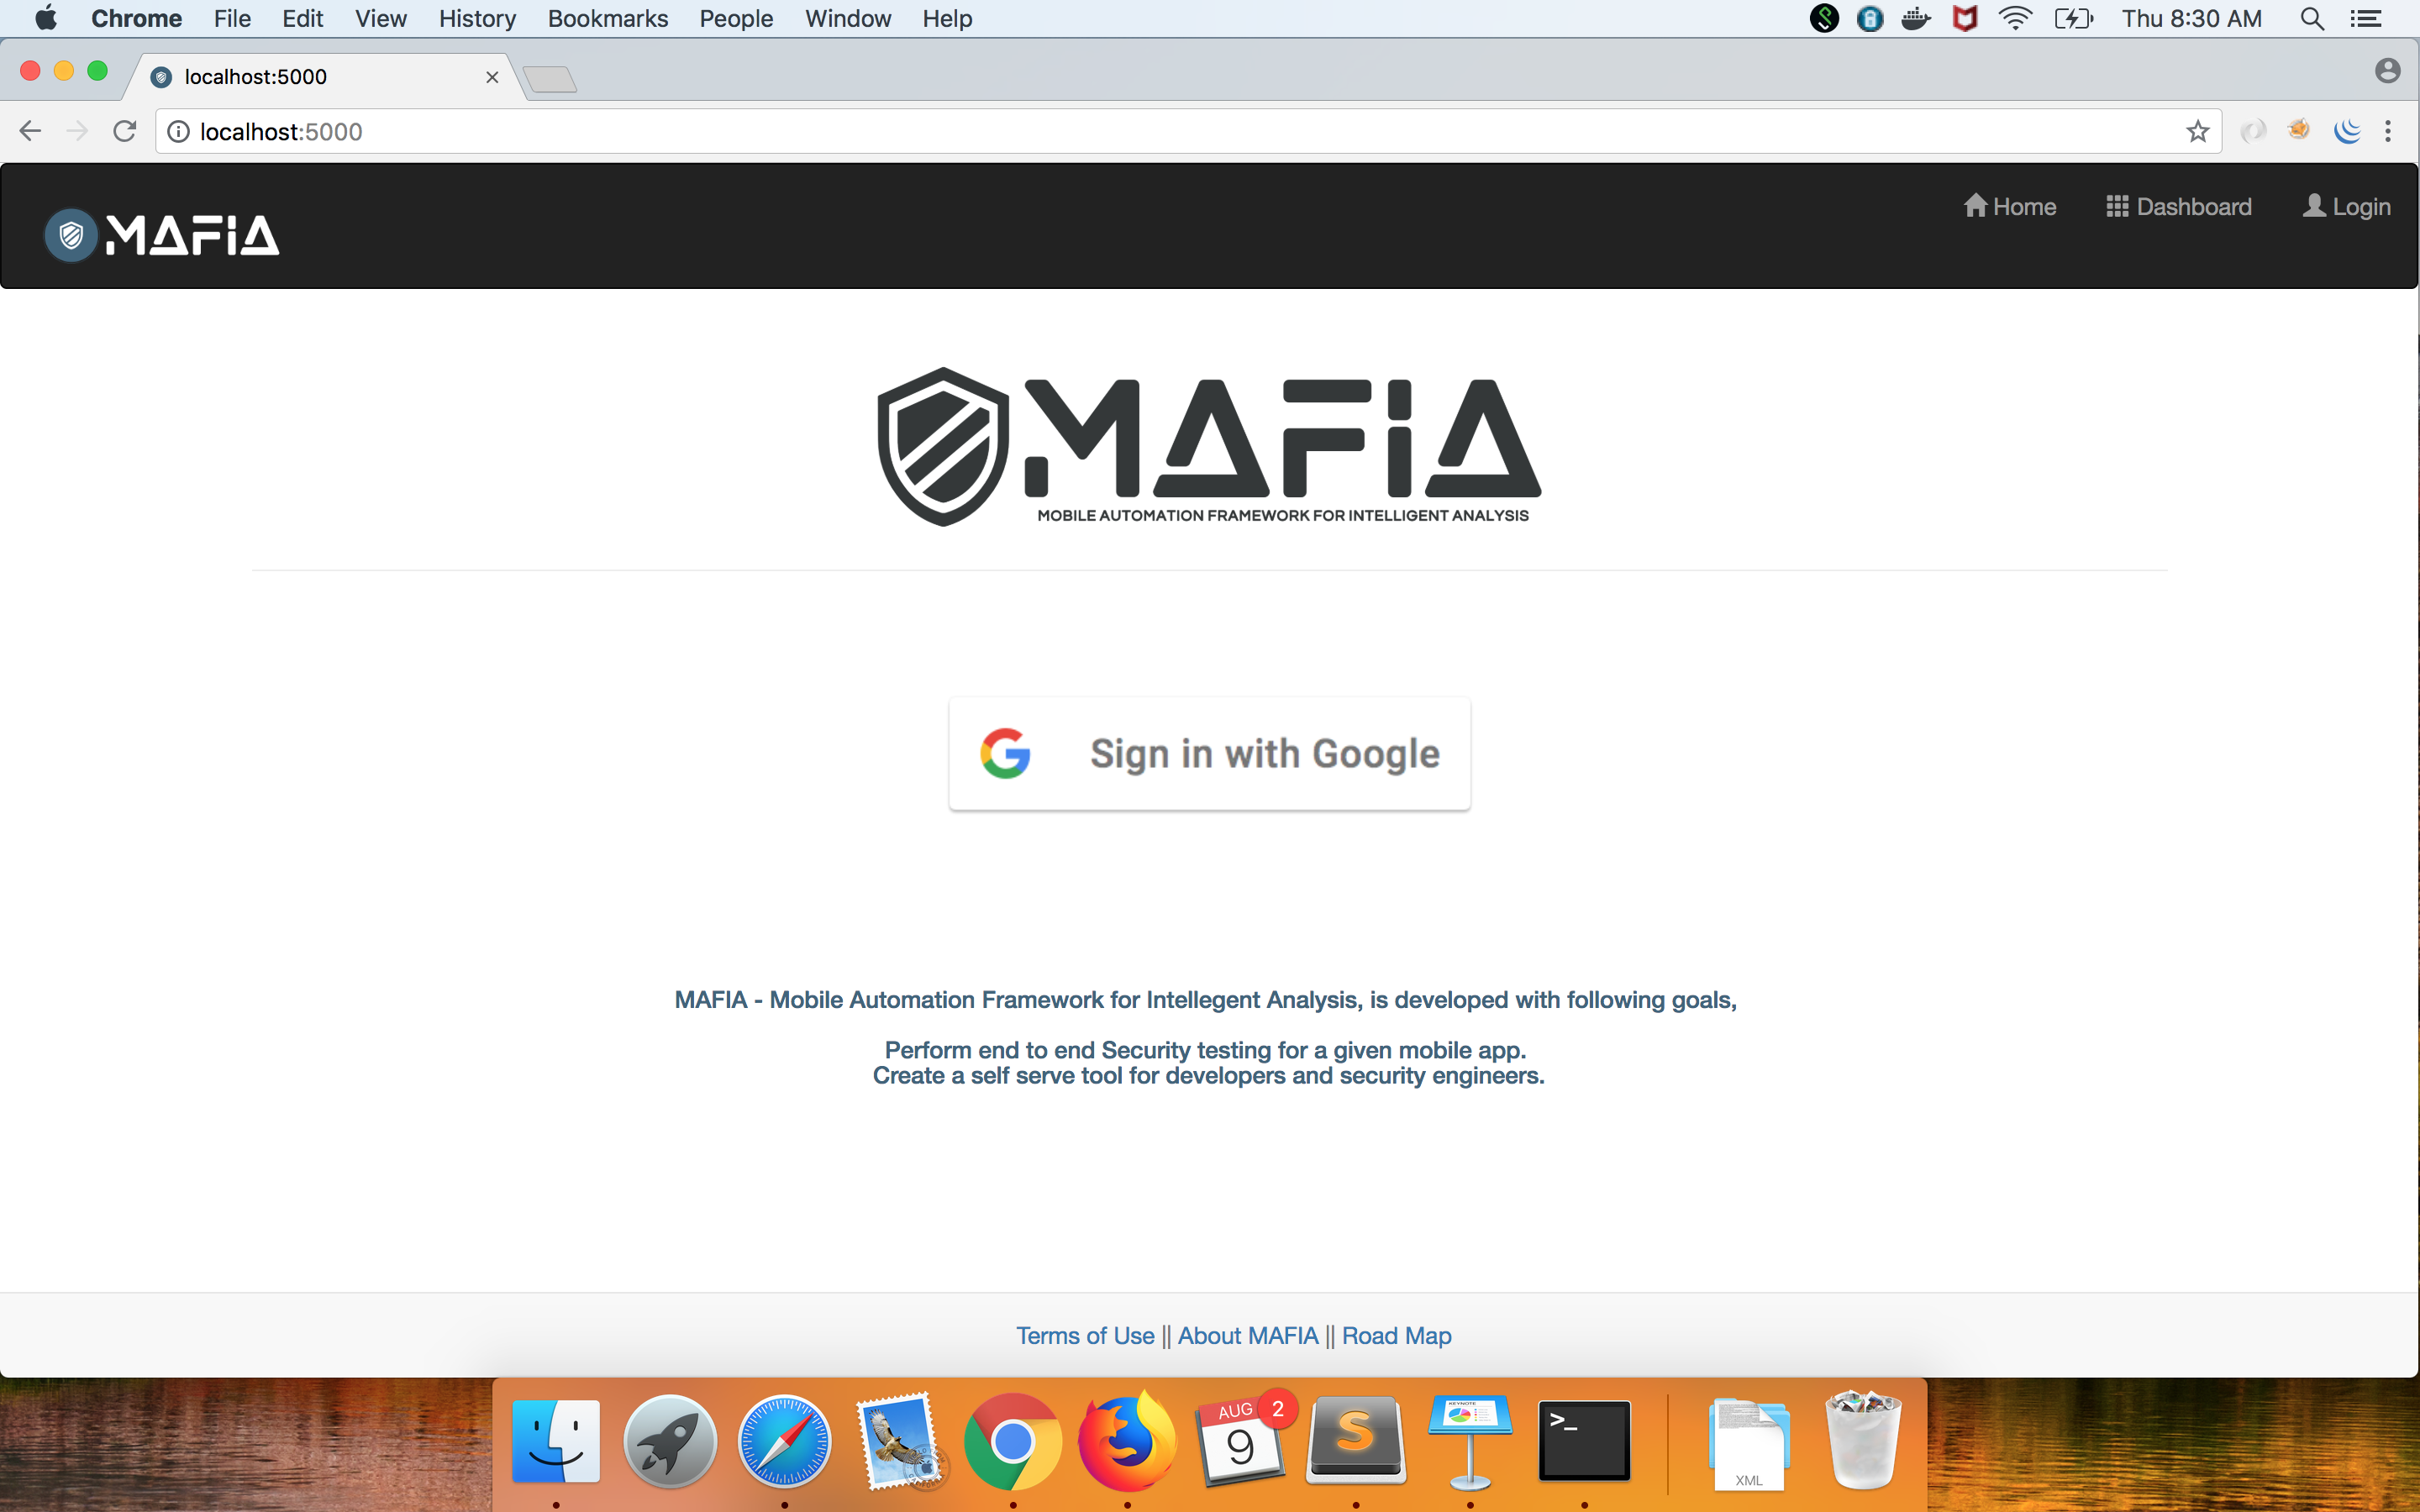 Chrome File Edit View History Bookmarks People Window Help Thu 8:30 AM
localhost:5000
localhost:5000
MAFIA Home Dashboard Login
MAFIA
MOBILE AUTOMATION FRAMEWORK FOR INTELLIGENT ANALYSIS
Sign in with Google
MAFIA - Mobile Automation Framework for Intellegent Analysis, is developed with following goals,
Perform end to end Security testing for a given mobile app.
Create a self serve tool for developers and security engineers.
Terms of Use || About MAFIA || Road Map
AUG 2
9
S
KEYNOTE
>_
XML